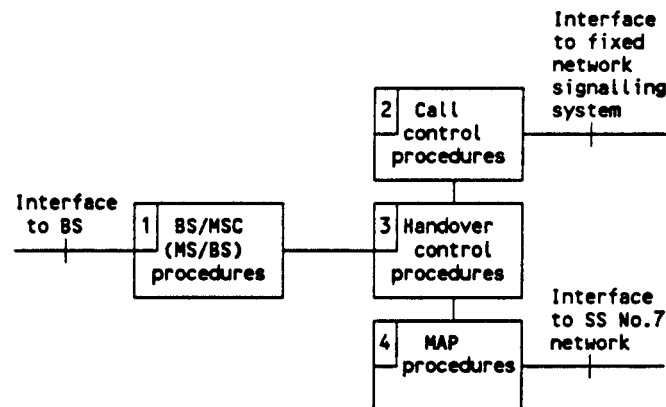 Interface
to fixed
network
signalling
system
2 Call
control
procedures
Interface
to BS
1 BS/MSC
(MS/BS)
procedures
3 Handover
control
procedures
Interface
to SS No.7
network
4 MAP
procedures